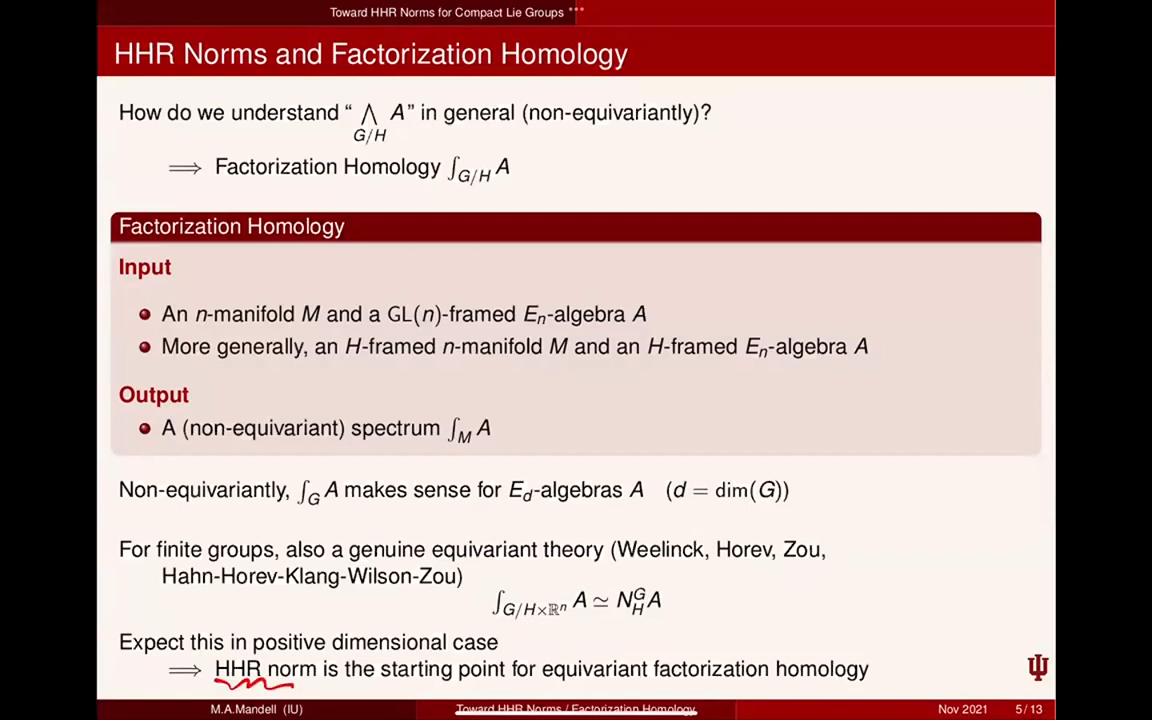 Toward HHR Norms for Compact Lie Groups
HHR Norms and Factorization Homology
How do we understand “ ⋀ A” in general (non-equivariantly)?
G/H
⟹ Factorization Homology ∫_{G/H} A
Factorization Homology
Input
An n-manifold M and a GL(n)-framed E_n-algebra A
More generally, an H-framed n-manifold M and an H-framed E_n-algebra A
Output
A (non-equivariant) spectrum ∫_M A
Non-equivariantly, ∫_G A makes sense for E_d-algebras A (d = dim(G))
For finite groups, also a genuine equivariant theory (Weelinck, Horev, Zou,
Hahn-Horev-Klang-Wilson-Zou)
∫_{G/H×ℝ^n} A ≃ N_H^G A
Expect this in positive dimensional case
⟹ HHR norm is the starting point for equivariant factorization homology
M.A.Mandell (IU) Toward HHR Norms / Factorization Homology Nov 2021 5/13